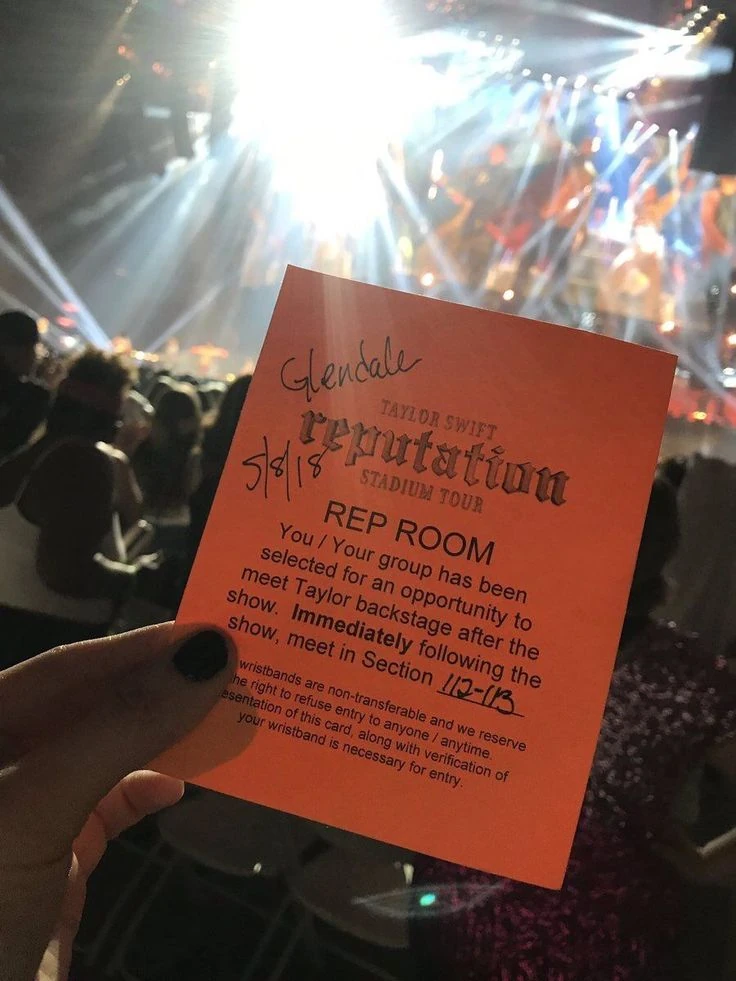 Glendale
TAYLOR SWIFT
reputation
5/8/18
STADIUM TOUR
REP ROOM
You / Your group has been
selected for an opportunity to
meet Taylor backstage after the
show. Immediately following the
show, meet in Section 112-113
wristbands are non-transferable and we reserve
the right to refuse entry to anyone / anytime.
esentation of this card, along with verification of
your wristband is necessary for entry.